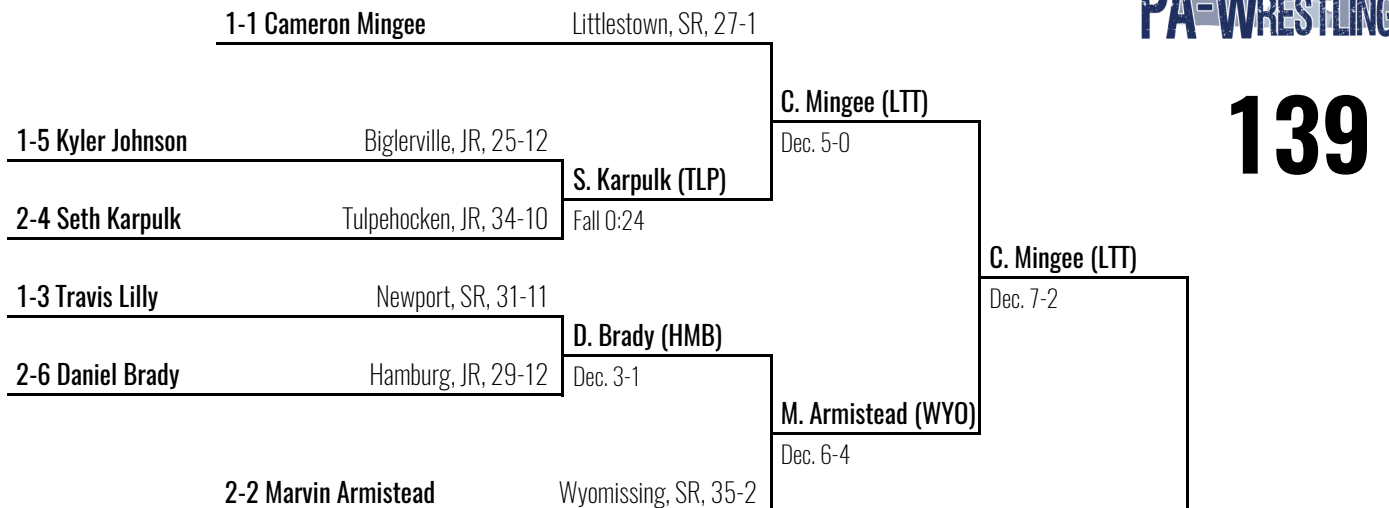 PA-WRESTLING
1-1 Cameron Mingee Littlestown, SR, 27-1
139
C. Mingee (LTT)
Dec. 5-0
1-5 Kyler Johnson Biglerville, JR, 25-12
S. Karpulk (TLP)
Fall 0:24
2-4 Seth Karpulk Tulpehocken, JR, 34-10
C. Mingee (LTT)
Dec. 7-2
1-3 Travis Lilly Newport, SR, 31-11
D. Brady (HMB)
Dec. 3-1
2-6 Daniel Brady Hamburg, JR, 29-12
M. Armistead (WYO)
Dec. 6-4
2-2 Marvin Armistead Wyomissing, SR, 35-2